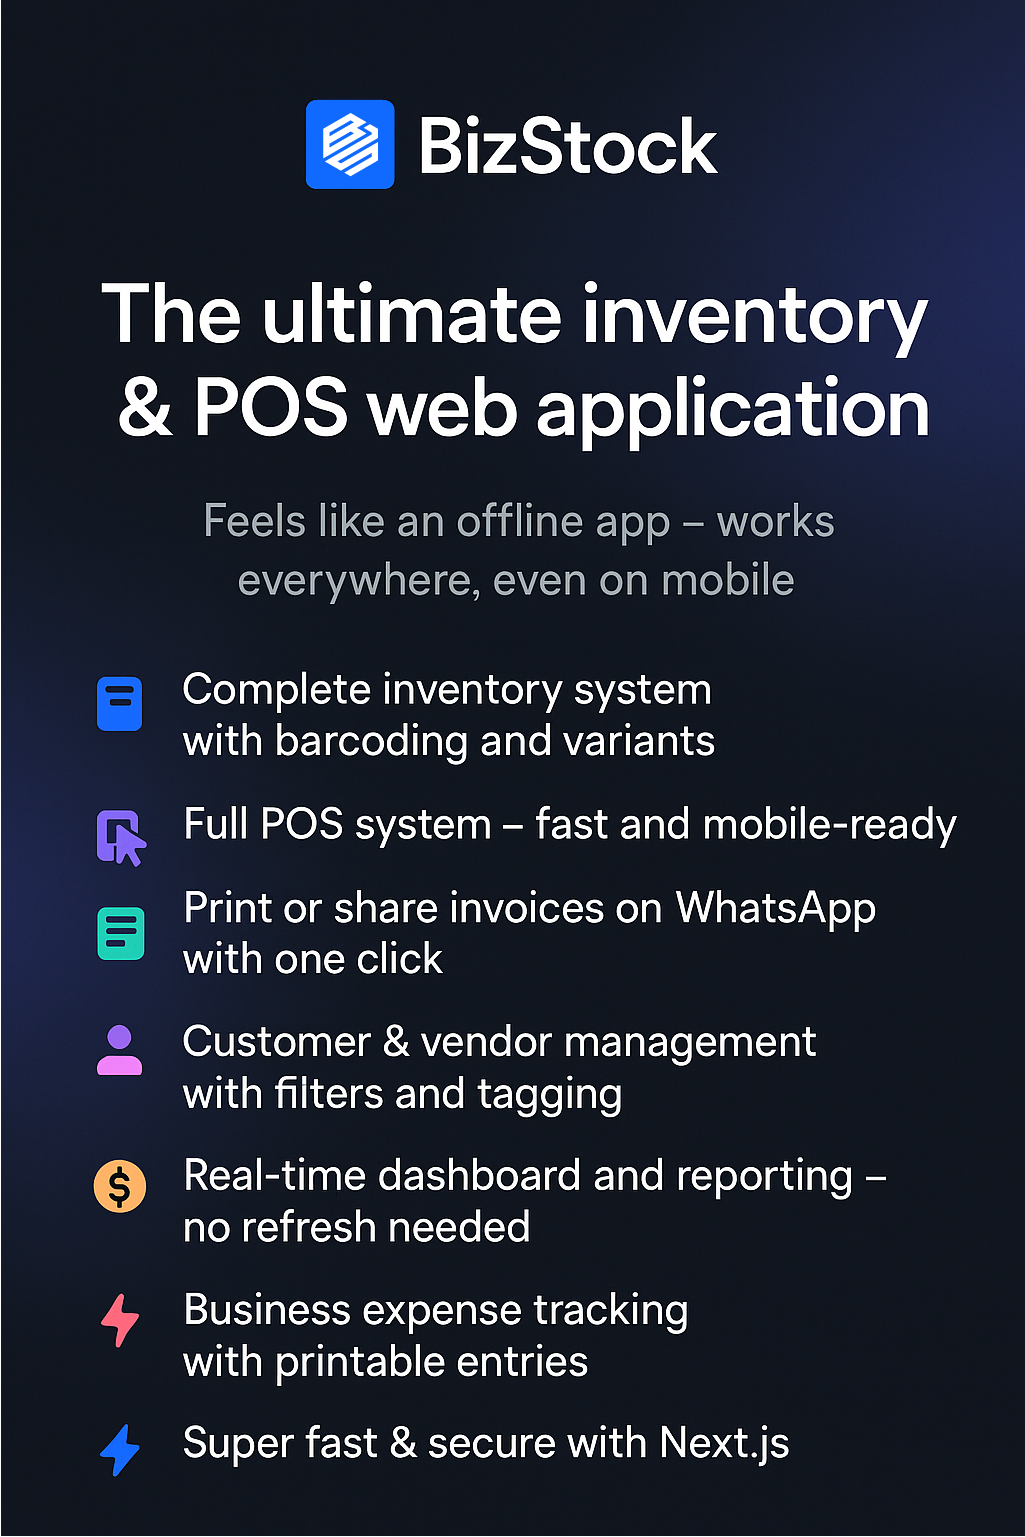 BizStock
The ultimate inventory
& POS web application
Feels like an offline app – works
everywhere, even on mobile
Complete inventory system
with barcoding and variants
Full POS system – fast and mobile-ready
Print or share invoices on WhatsApp
with one click
Customer & vendor management
with filters and tagging
Real-time dashboard and reporting –
no refresh needed
$
Business expense tracking
with printable entries
Super fast & secure with Next.js